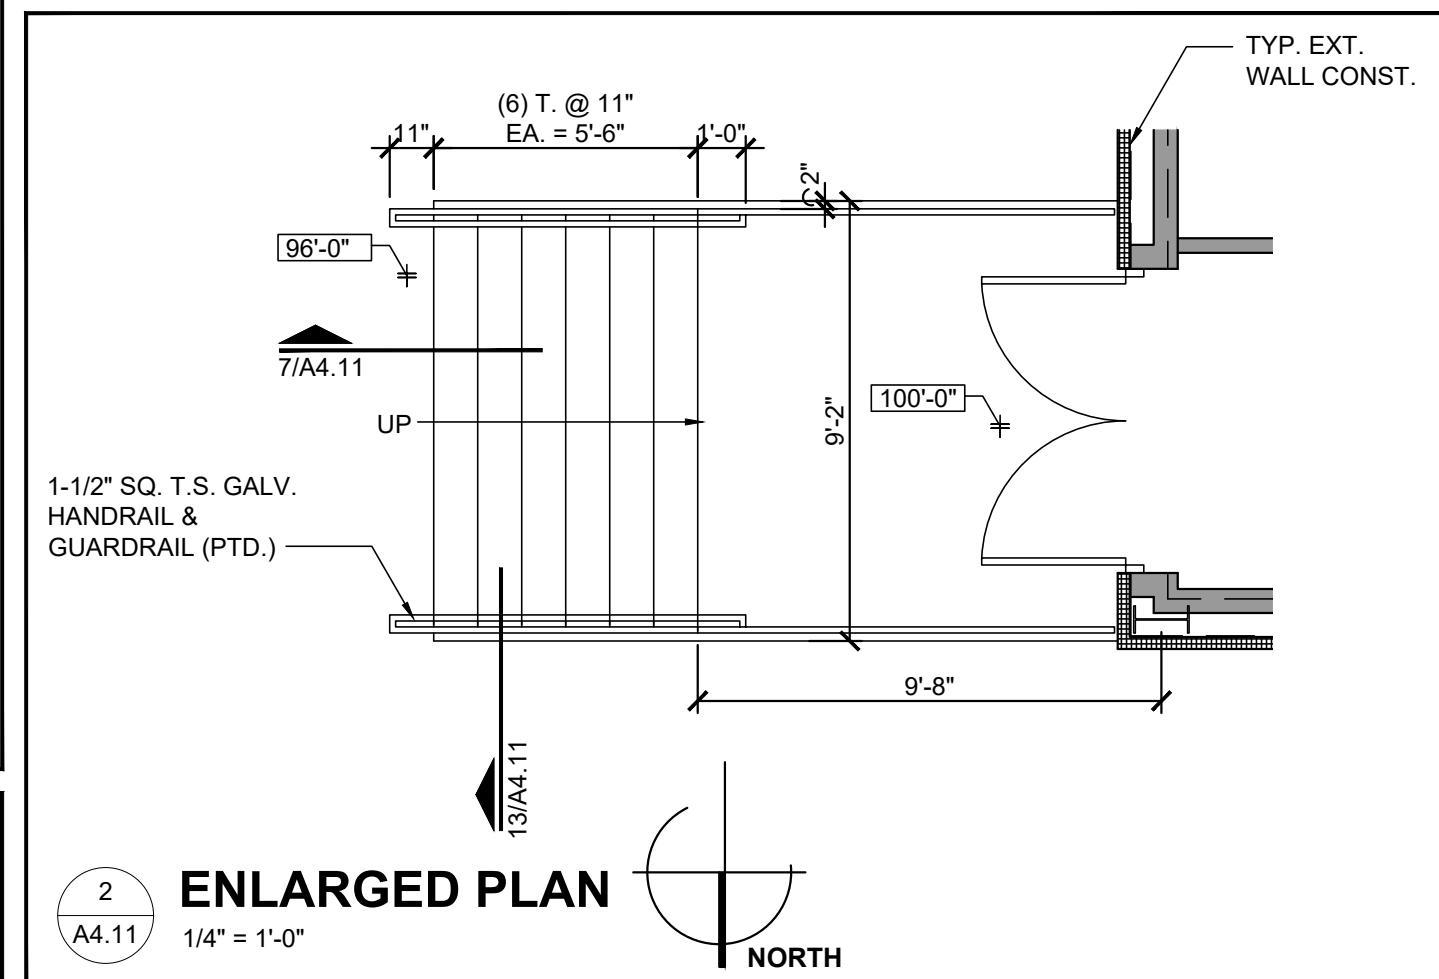 TYP. EXT.
WALL CONST.
(6) T. @ 11"
EA. = 5'-6"
11"
1'-0"
2"
96'-0"
7/A4.11
UP
100'-0"
9'-2"
1-1/2" SQ. T.S. GALV.
HANDRAIL &
GUARDRAIL (PTD.)
9'-8"
13/A4.11
2
A4.11
ENLARGED PLAN
1/4" = 1'-0"
NORTH